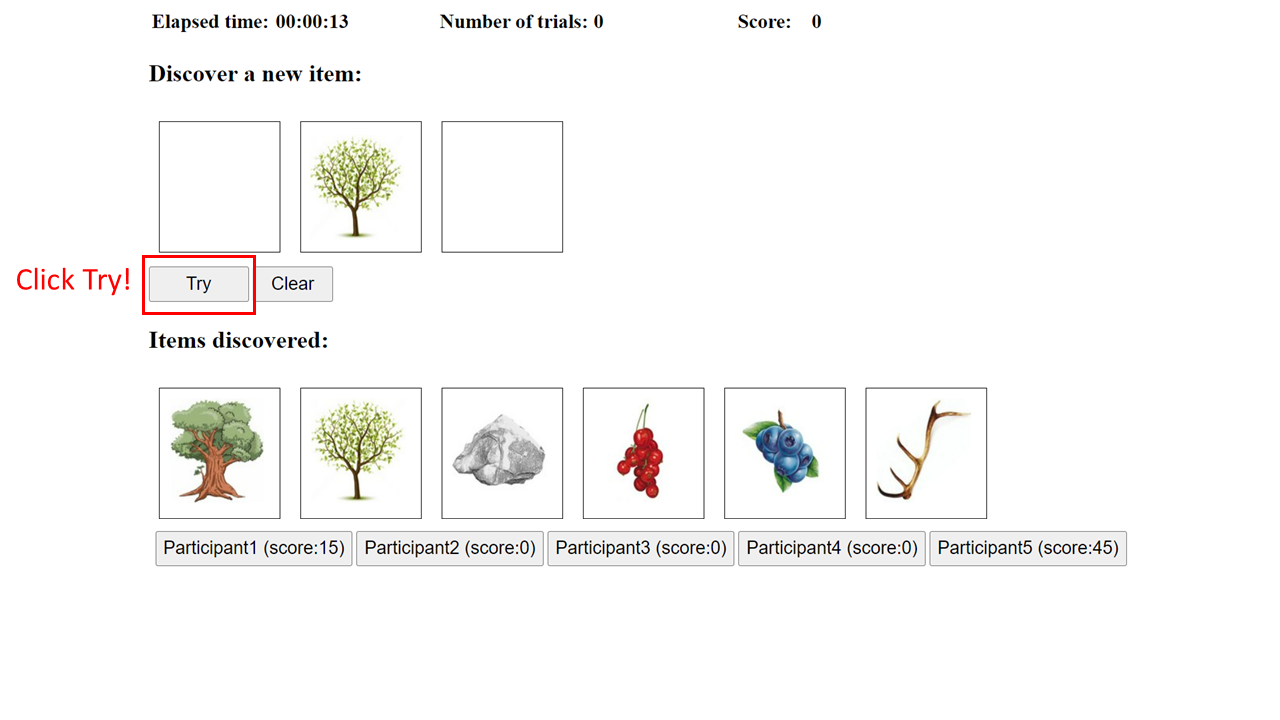 Elapsed time: 00:00:13 Number of trials: 0 Score: 0
Discover a new item:
Click Try! Try Clear
Items discovered:
Participant1 (score:15) Participant2 (score:0) Participant3 (score:0) Participant4 (score:0) Participant5 (score:45)